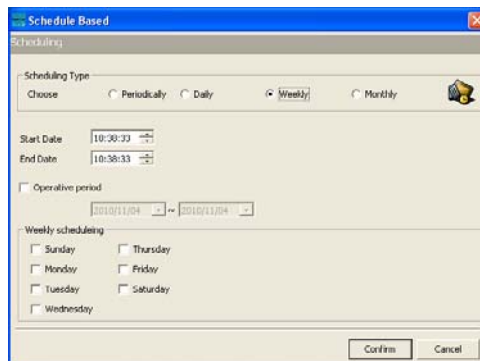 Schedule Based
Scheduling
Scheduling Type
Choose Periodically Daily Weekly Monthly
Start Date 10:38:33
End Date 10:38:33
Operative period
2010/11/04 ~ 2010/11/04
Weekly scheduleing
Sunday Thursday
Monday Friday
Tuesday Saturday
Wednesday
Confirm Cancel